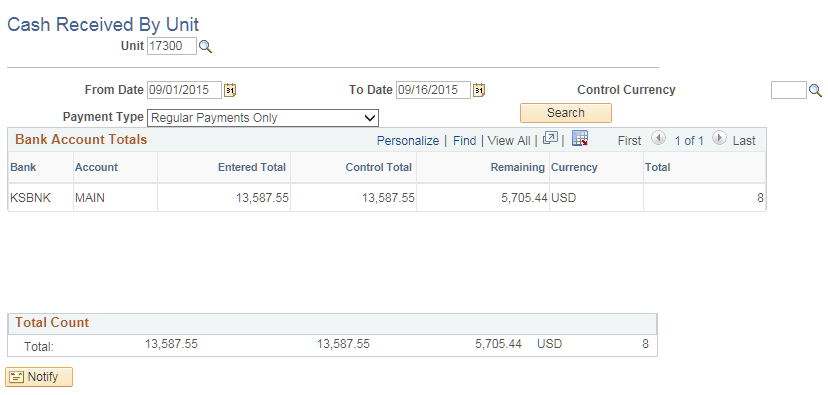 Cash Received By Unit
Unit 17300
From Date 09/01/2015 31 To Date 09/16/2015 31 Control Currency
Payment Type Regular Payments Only Search
Bank Account Totals Personalize | Find | View All | | First 1 of 1 Last
Bank Account Entered Total Control Total Remaining Currency Total
KSBNK MAIN 13,587.55 13,587.55 5,705.44 USD 8
Total Count
Total: 13,587.55 13,587.55 5,705.44 USD 8
Notify